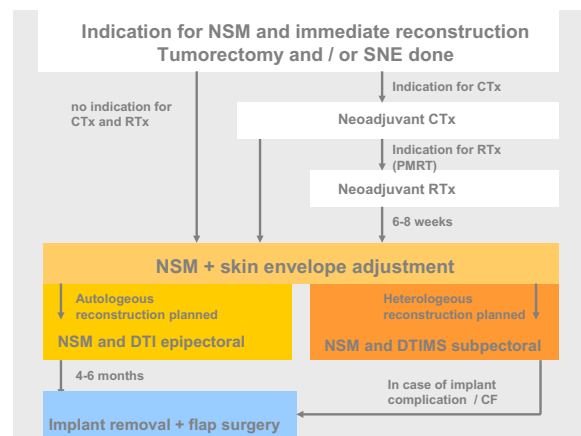 Indication for NSM and immediate reconstruction
Tumorectomy and / or SNE done
no indication for
CTx and RTx
Indication for CTx
Neoadjuvant CTx
Indication for RTx
(PMRT)
Neoadjuvant RTx
6-8 weeks
NSM + skin envelope adjustment
Autologeous
reconstruction planned
NSM and DTI epipectoral
Heterologeous
reconstruction planned
NSM and DTIMS subpectoral
4-6 months
In case of implant
complication / CF
Implant removal + flap surgery